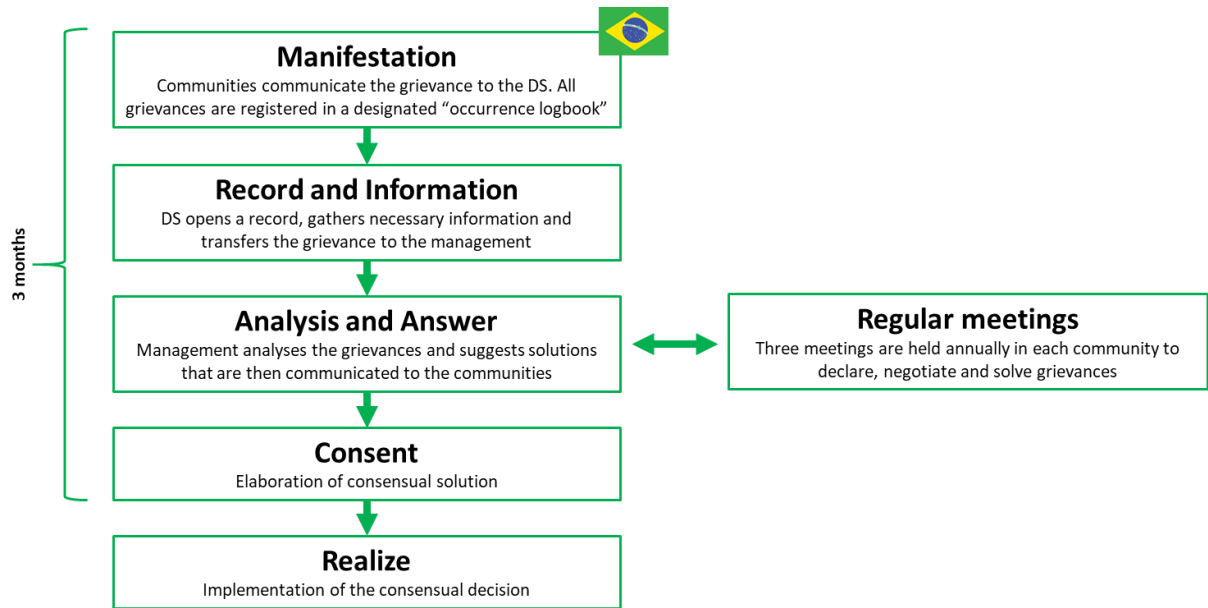 Manifestation
Communities communicate the grievance to the DS. All
grievances are registered in a designated “occurrence logbook”
Record and Information
DS opens a record, gathers necessary information and
transfers the grievance to the management
3 months
Analysis and Answer
Management analyses the grievances and suggests solutions
that are then communicated to the communities
Regular meetings
Three meetings are held annually in each community to
declare, negotiate and solve grievances
Consent
Elaboration of consensual solution
Realize
Implementation of the consensual decision